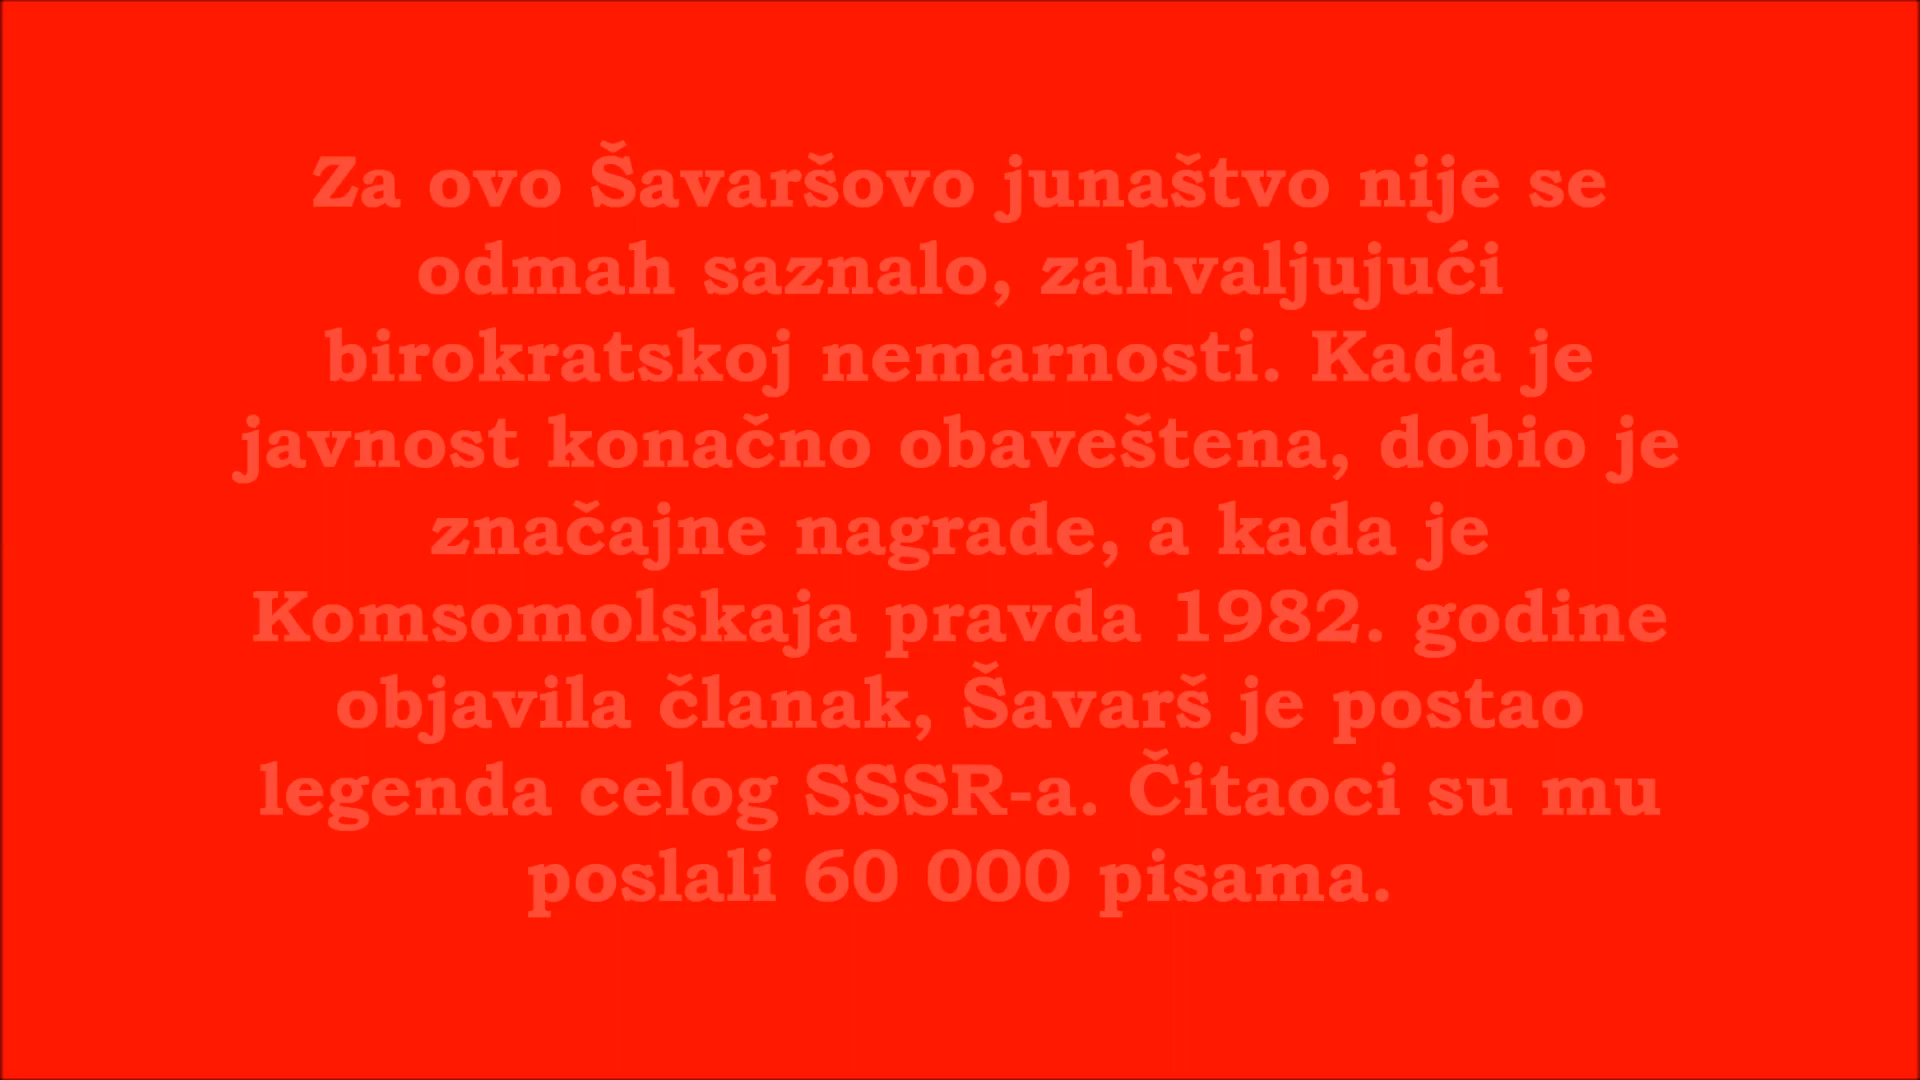 Za ovo Šavaršovo junaštvo nije se
odmah saznalo, zahvaljujući
birokratskoj nemarnosti. Kada je
javnost konačno obaveštena, dobio je
značajne nagrade, a kada je
Komsomolskaja pravda 1982. godine
objavila članak, Šavarš je postao
legenda celog SSSR-a. Čitaoci su mu
poslali 60 000 pisama.